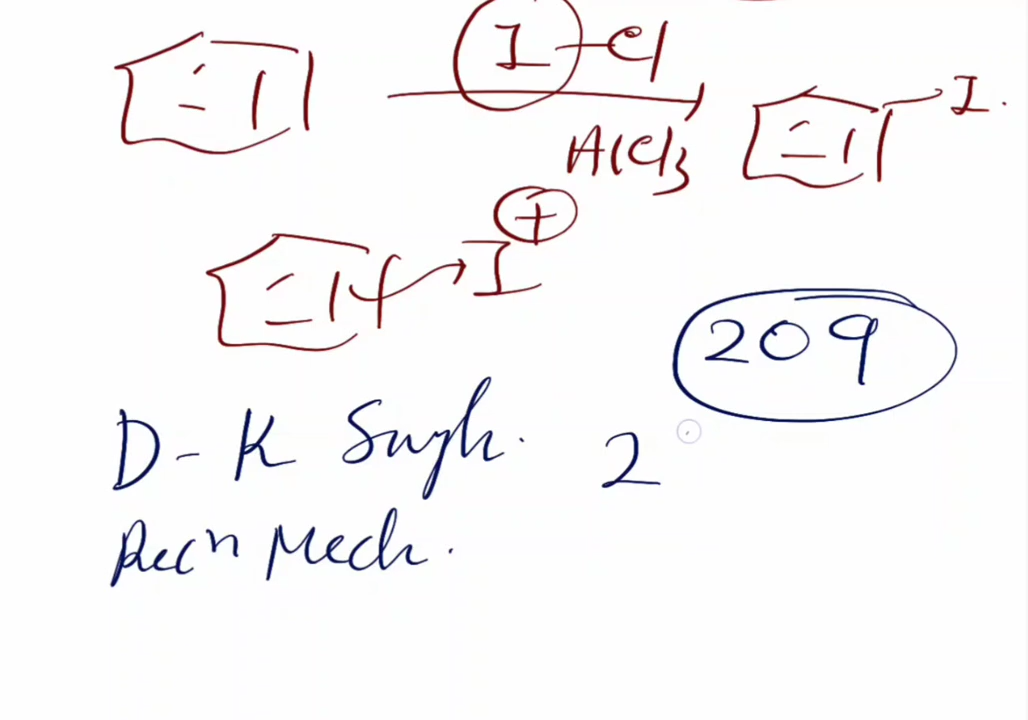 I-Cl
AlCl3
I.
+
I
209
D-K Singh. 2
Recn Mech.